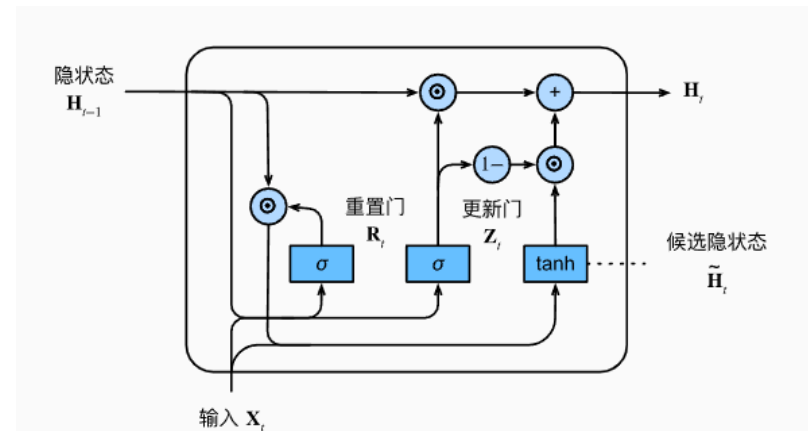 隐状态
H_{t-1}
H_t
+
1−
重置门
R_t
更新门
Z_t
σ
σ
tanh
候选隐状态
H̃_t
输入 X_t